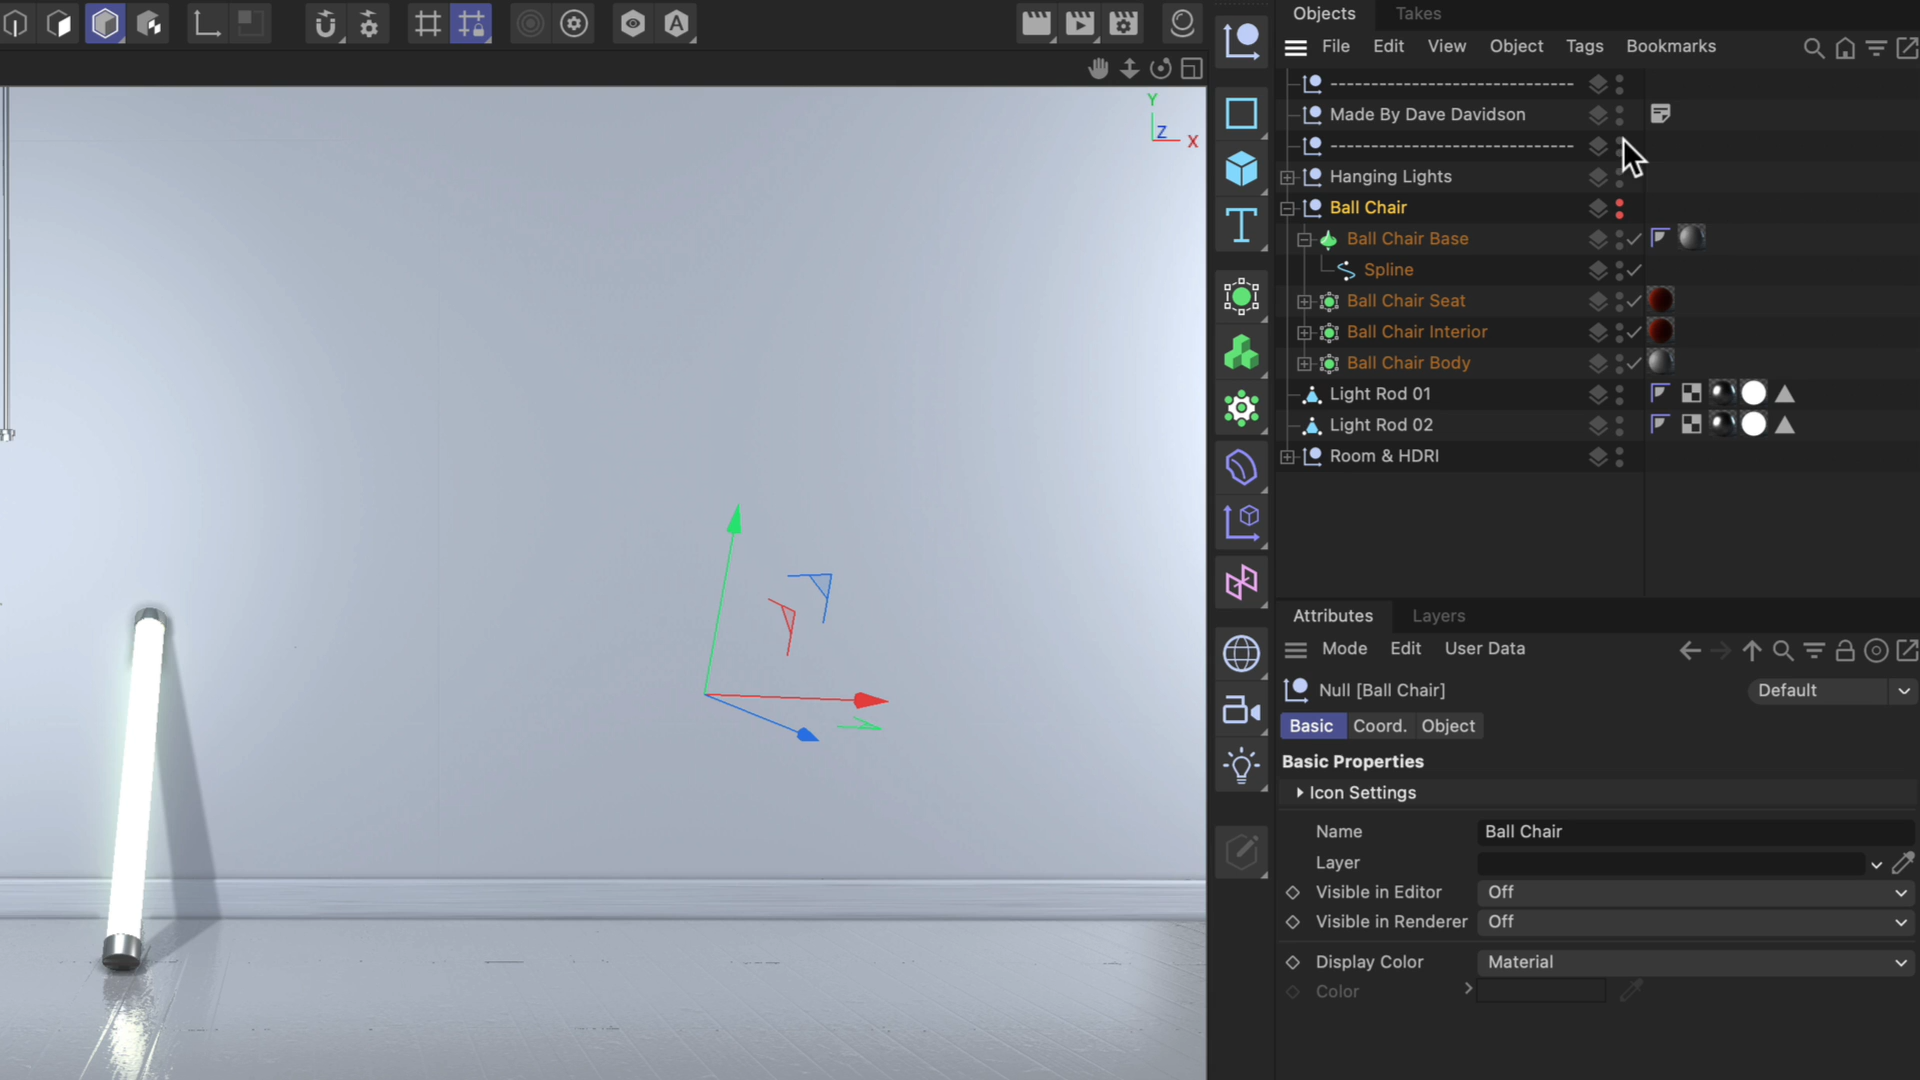 Objects Takes
File Edit View Object Tags Bookmarks
----------------------------
Made By Dave Davidson
----------------------------
Hanging Lights
Ball Chair
Ball Chair Base
Spline
Ball Chair Seat
Ball Chair Interior
Ball Chair Body
Light Rod 01
Light Rod 02
Room & HDRI
Y
Z
X
Attributes Layers
Mode Edit User Data
Null [Ball Chair] Default
Basic Coord. Object
Basic Properties
Icon Settings
Name Ball Chair
Layer
Visible in Editor Off
Visible in Renderer Off
Display Color Material
Color